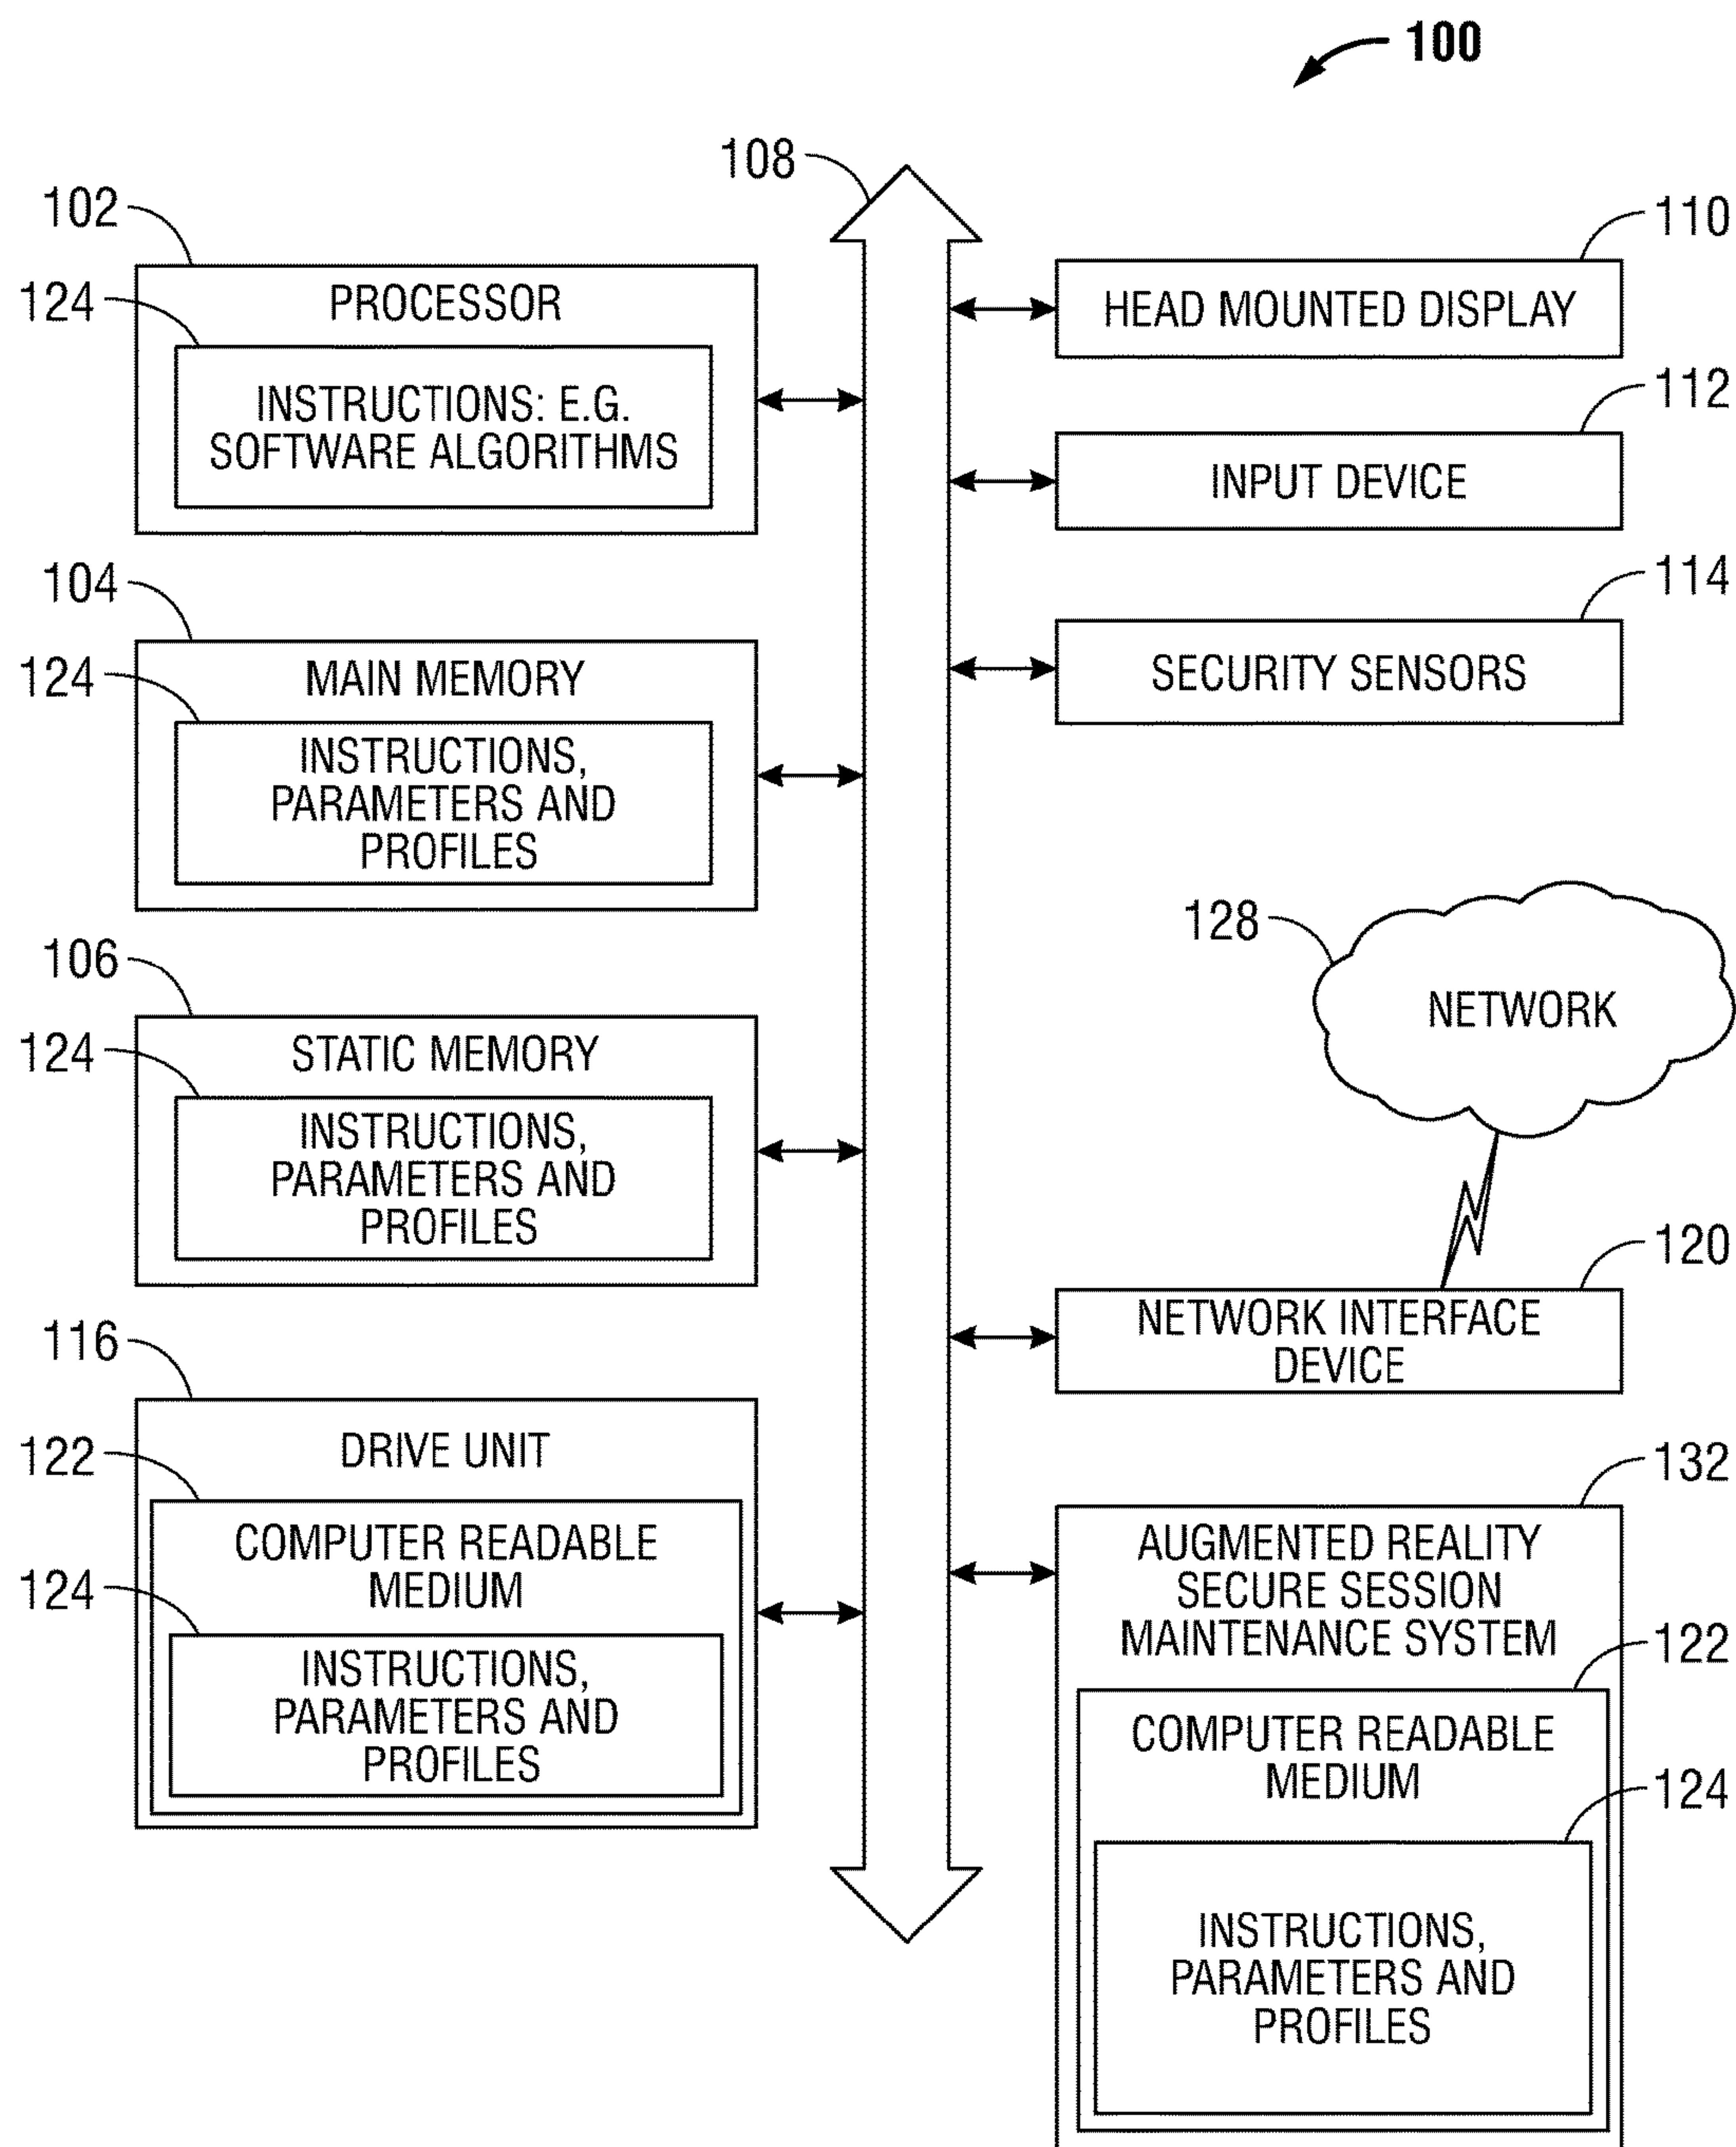 100
108
102
124
PROCESSOR
INSTRUCTIONS: E.G.
SOFTWARE ALGORITHMS
104
124
MAIN MEMORY
INSTRUCTIONS,
PARAMETERS AND
PROFILES
106
124
STATIC MEMORY
INSTRUCTIONS,
PARAMETERS AND
PROFILES
116
122
DRIVE UNIT
COMPUTER READABLE
MEDIUM
124
INSTRUCTIONS,
PARAMETERS AND
PROFILES
110
HEAD MOUNTED DISPLAY
112
INPUT DEVICE
114
SECURITY SENSORS
128
NETWORK
120
NETWORK INTERFACE
DEVICE
132
AUGMENTED REALITY
SECURE SESSION
MAINTENANCE SYSTEM
122
COMPUTER READABLE
MEDIUM
124
INSTRUCTIONS,
PARAMETERS AND
PROFILES